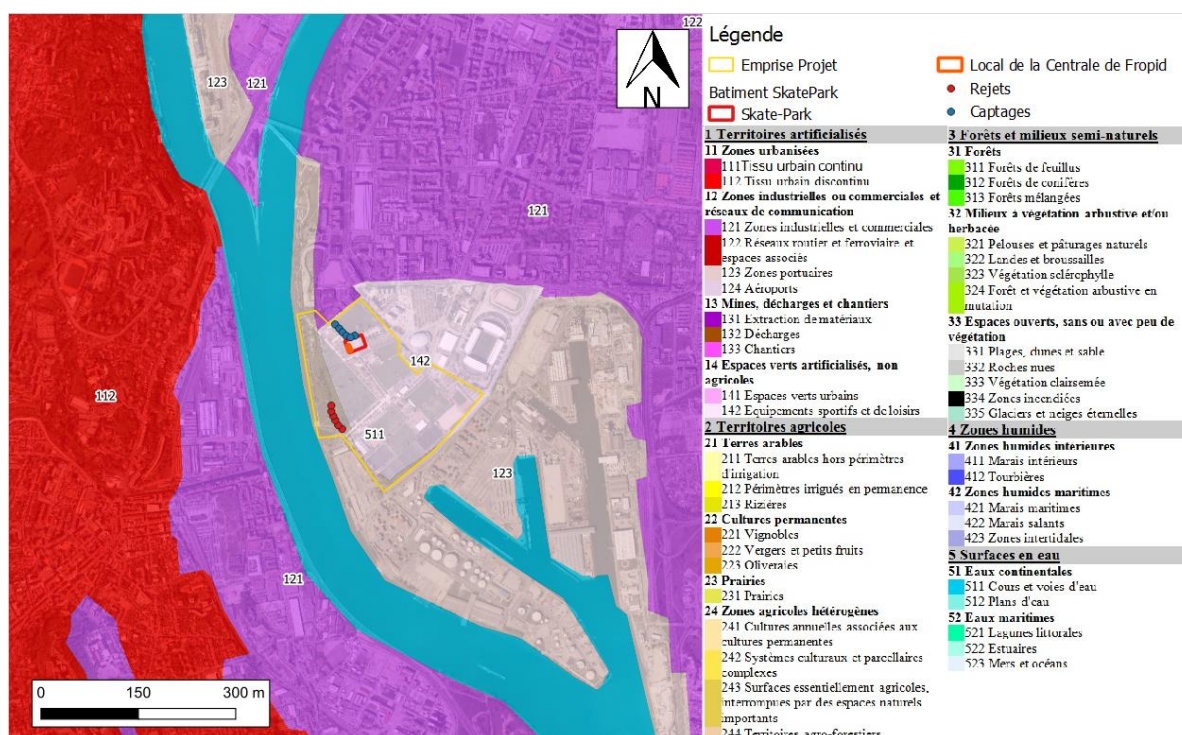 122
123
121
121
142
112
511
123
121
N
0 150 300 m
Légende
Emprise Projet
Batiment SkatePark
Skate-Park
Local de la Centrale de Fropid
Rejets
Captages
1 Territoires artificialisés
11 Zones urbanisées
111Tissu urbain continu
112 Tissu urbain discontinu
12 Zones industrielles ou commerciales et
réseaux de communication
121 Zones industrielles et commerciales
122 Réseaux routier et ferroviaire et
espaces associés
123 Zones portuaires
124 Aéroports
13 Mines, décharges et chantiers
131 Extraction de matériaux
132 Décharges
133 Chantiers
14 Espaces verts artificialisés, non
agricoles
141 Espaces verts urbains
142 Equipements sportifs et de loisirs
2 Territoires agricoles
21 Terres arables
211 Terres arables hors périmètres
d'irrigation
212 Périmètres irrigués en permanence
213 Rizières
22 Cultures permanentes
221 Vignobles
222 Vergers et petits fruits
223 Oliveraies
23 Prairies
231 Prairies
24 Zones agricoles hétérogènes
241 Cultures annuelles associées aux
cultures permanentes
242 Systèmes culturaux et parcellaires
complexes
243 Surfaces essentiellement agricoles,
interrompues par des espaces naturels
importants
244 Territoires agro-forestiers
3 Forêts et milieux semi-naturels
31 Forêts
311 Forêts de feuillus
312 Forêts de conifères
313 Forêts mélangées
32 Milieux à végétation arbustive et/ou
herbacée
321 Pelouses et pâturages naturels
322 Landes et broussailles
323 Végétation sclérophylle
324 Forêt et végétation arbustive en
mutation
33 Espaces ouverts, sans ou avec peu de
végétation
331 Plages, dunes et sable
332 Roches nues
333 Végétation clairsemée
334 Zones incendiées
335 Glaciers et neiges éternelles
4 Zones humides
41 Zones humides interieures
411 Marais intérieurs
412 Tourbières
42 Zones humides maritimes
421 Marais maritimes
422 Marais salants
423 Zones intertidales
5 Surfaces en eau
51 Eaux continentales
511 Cours et voies d'eau
512 Plans d'eau
52 Eaux maritimes
521 Lagunes littorales
522 Estuaires
523 Mers et océans